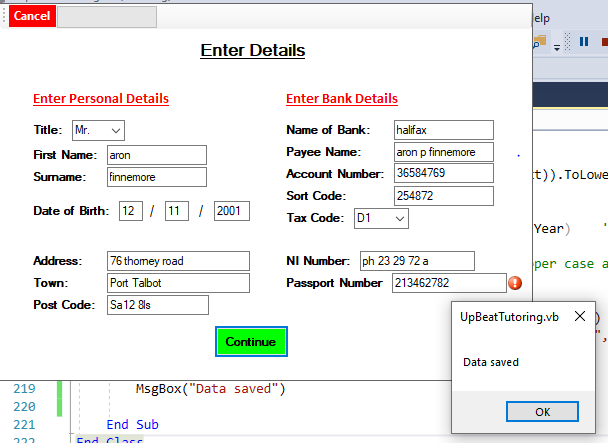 Cancel
elp
Enter Details
Enter Personal Details
Enter Bank Details
Title: Mr.
Name of Bank: halifax
First Name: aron
Payee Name: aron p finnemore
Surname: finnemore
Account Number: 36584769
t)).ToLowe
Sort Code: 254872
Date of Birth: 12 / 11 / 2001
Tax Code: D1
Year) '
Address: 76 thorney road
NI Number: ph 23 29 72 a
per case a
Town: Port Talbot
Passport Number 213462782
Post Code: Sa12 8ls
UpBeatTutoring.vb
)
",
Continue
Data saved
219 MsgBox("Data saved")
220
OK
221 End Sub
222 End Class